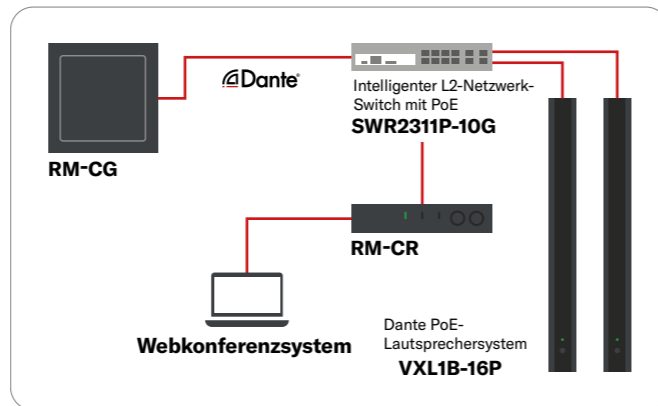 Dante®
Intelligenter L2-Netzwerk-
Switch mit PoE
SWR2311P-10G
RM-CG
RM-CR
Webkonferenzsystem
Dante PoE-
Lautsprechersystem
VXL1B-16P